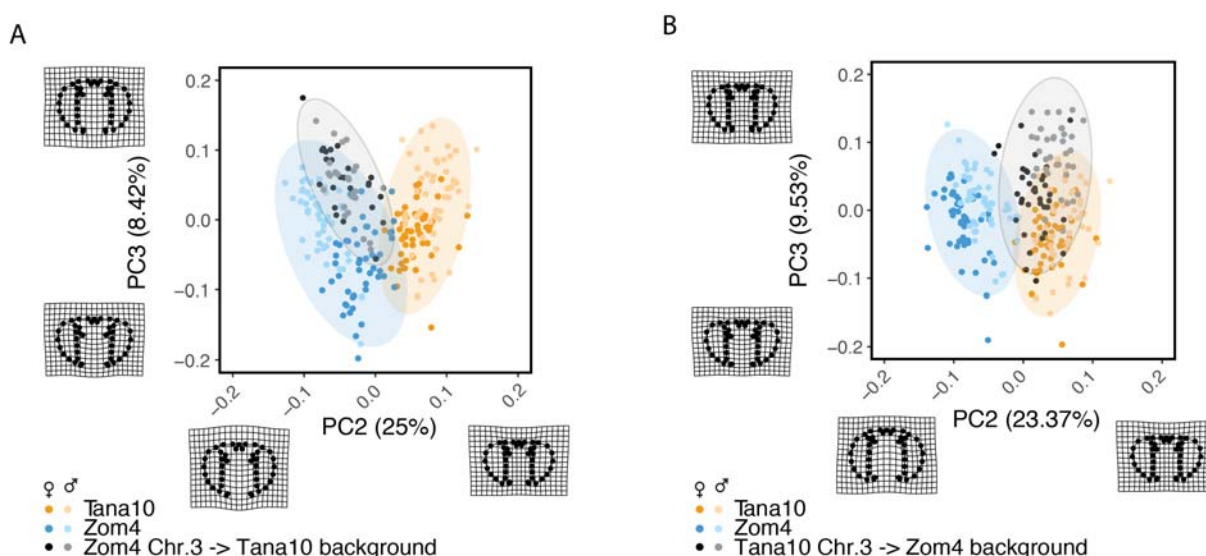 A
0.2
0.1
0.0
−0.1
−0.2
PC3 (8.42%)
−0.2
−0.1
0.0
0.1
0.2
PC2 (25%)
♀ ♂
Tana10
Zom4
Zom4 Chr.3 -> Tana10 background
B
0.2
0.1
0.0
−0.1
−0.2
PC3 (9.53%)
−0.2
−0.1
0.0
0.1
0.2
PC2 (23.37%)
♀ ♂
Tana10
Zom4
Tana10 Chr.3 -> Zom4 background